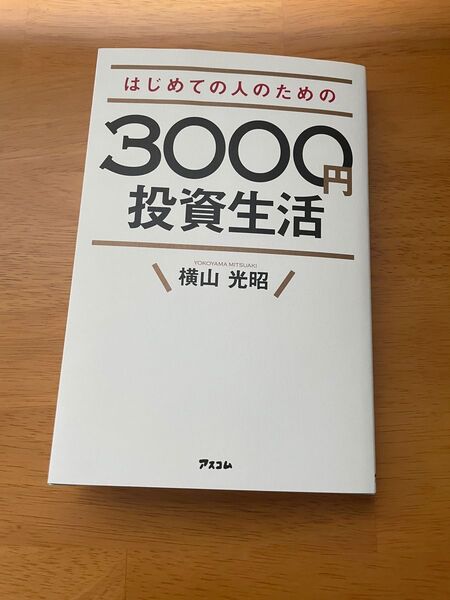 はじめての人のための
3000円
投資生活
YOKOYAMA MITSUAKI
横山 光昭
アスコム